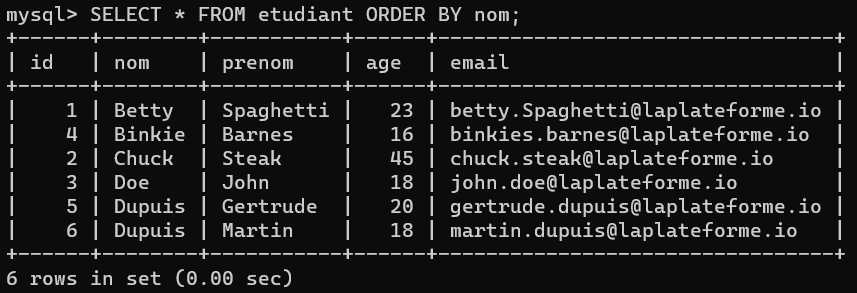 mysql> SELECT * FROM etudiant ORDER BY nom;
+------+--------+-----------+------+---------------------------------+
| id   | nom    | prenom    | age  | email                           |
+------+--------+-----------+------+---------------------------------+
|    1 | Betty  | Spaghetti |   23 | betty.Spaghetti@laplateforme.io |
|    4 | Binkie | Barnes    |   16 | binkies.barnes@laplateforme.io  |
|    2 | Chuck  | Steak     |   45 | chuck.steak@laplateforme.io     |
|    3 | Doe    | John      |   18 | john.doe@laplateforme.io        |
|    5 | Dupuis | Gertrude  |   20 | gertrude.dupuis@laplateforme.io |
|    6 | Dupuis | Martin    |   18 | martin.dupuis@laplateforme.io   |
+------+--------+-----------+------+---------------------------------+
6 rows in set (0.00 sec)